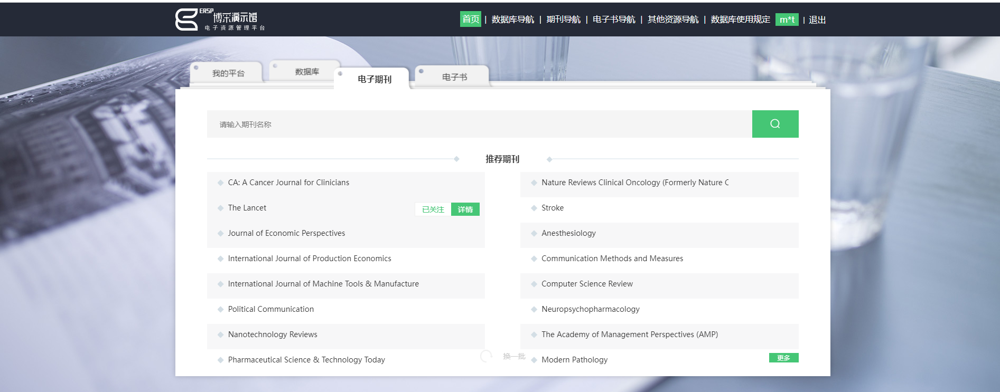 ERSP 博采演示馆
电子资源管理平台
首页 | 数据库导航 | 期刊导航 | 电子书导航 | 其他资源导航 | 数据库使用规定 m*t | 退出
我的平台 数据库 电子期刊 电子书
请输入期刊名称
推荐期刊
CA: A Cancer Journal for Clinicians
Nature Reviews Clinical Oncology (Formerly Nature C
The Lancet 已关注 详情
Stroke
Journal of Economic Perspectives
Anesthesiology
International Journal of Production Economics
Communication Methods and Measures
International Journal of Machine Tools & Manufacture
Computer Science Review
Political Communication
Neuropsychopharmacology
Nanotechnology Reviews
The Academy of Management Perspectives (AMP)
Pharmaceutical Science & Technology Today
换一批
Modern Pathology
更多